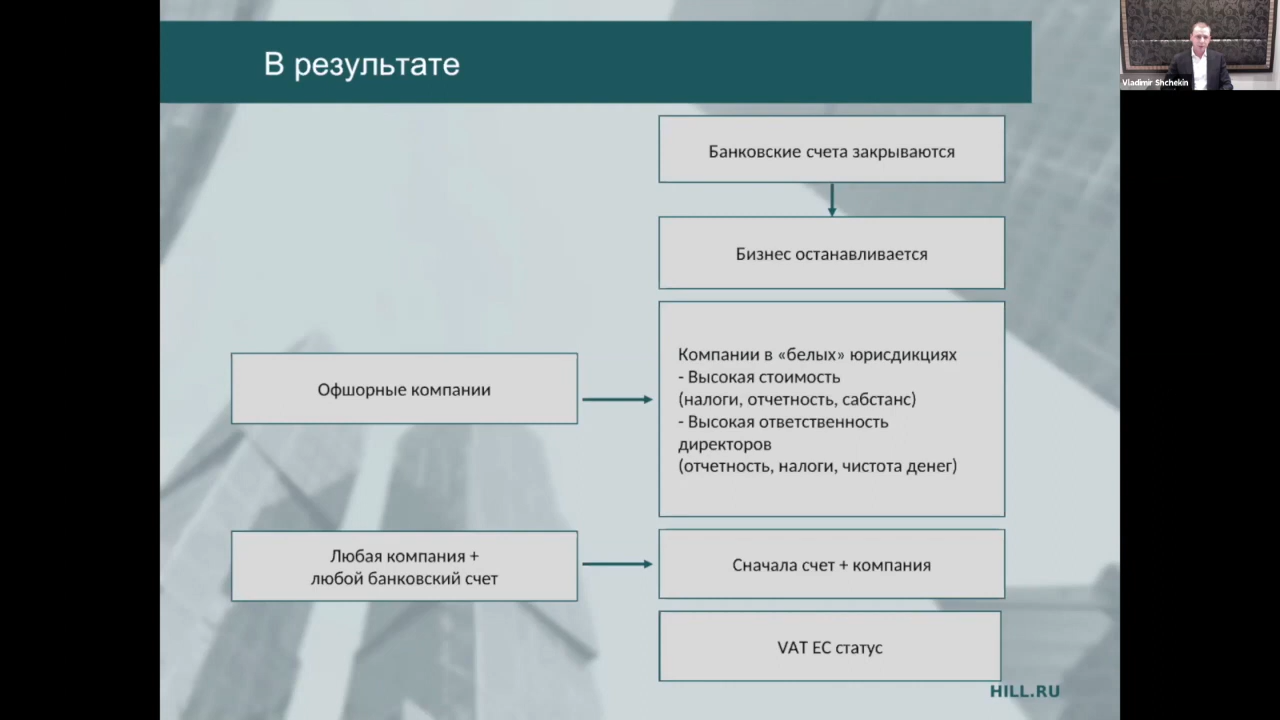 В результате
Vladimir Shchekin
Банковские счета закрываются
Бизнес останавливается
Офшорные компании
Компании в «белых» юрисдикциях
- Высокая стоимость
(налоги, отчетность, сабстанс)
- Высокая ответственность
директоров
(отчетность, налоги, чистота денег)
Любая компания +
любой банковский счет
Сначала счет + компания
VAT ЕС статус
HILL.RU